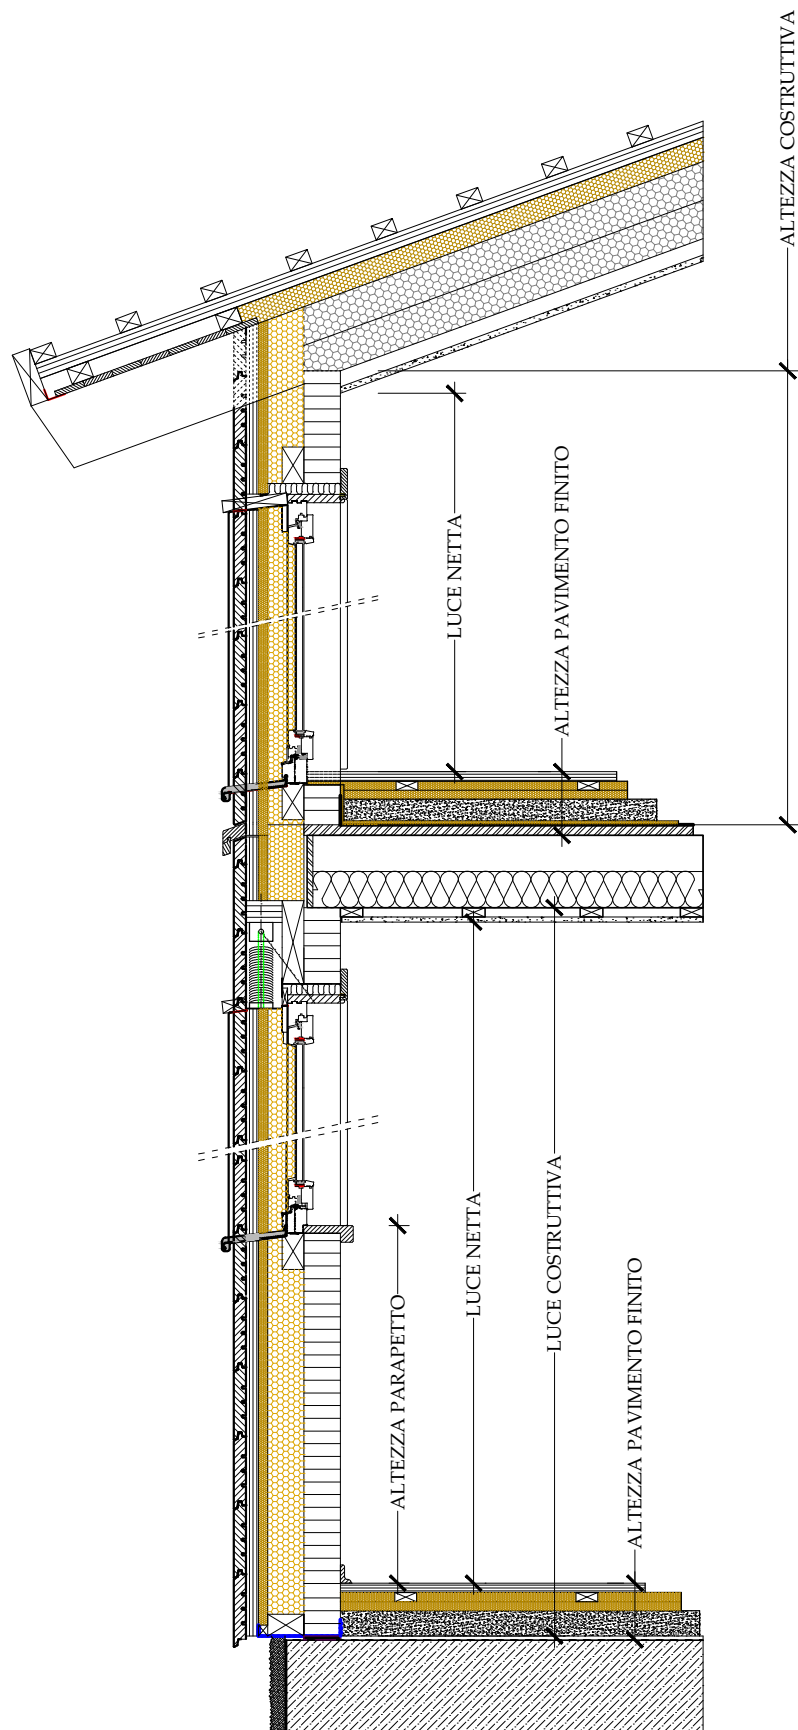 ALTEZZA COSTRUTTIVA
LUCE NETTA
ALTEZZA PAVIMENTO FINITO
ALTEZZA PARAPETTO
LUCE NETTA
LUCE COSTRUTTIVA
ALTEZZA PAVIMENTO FINITO